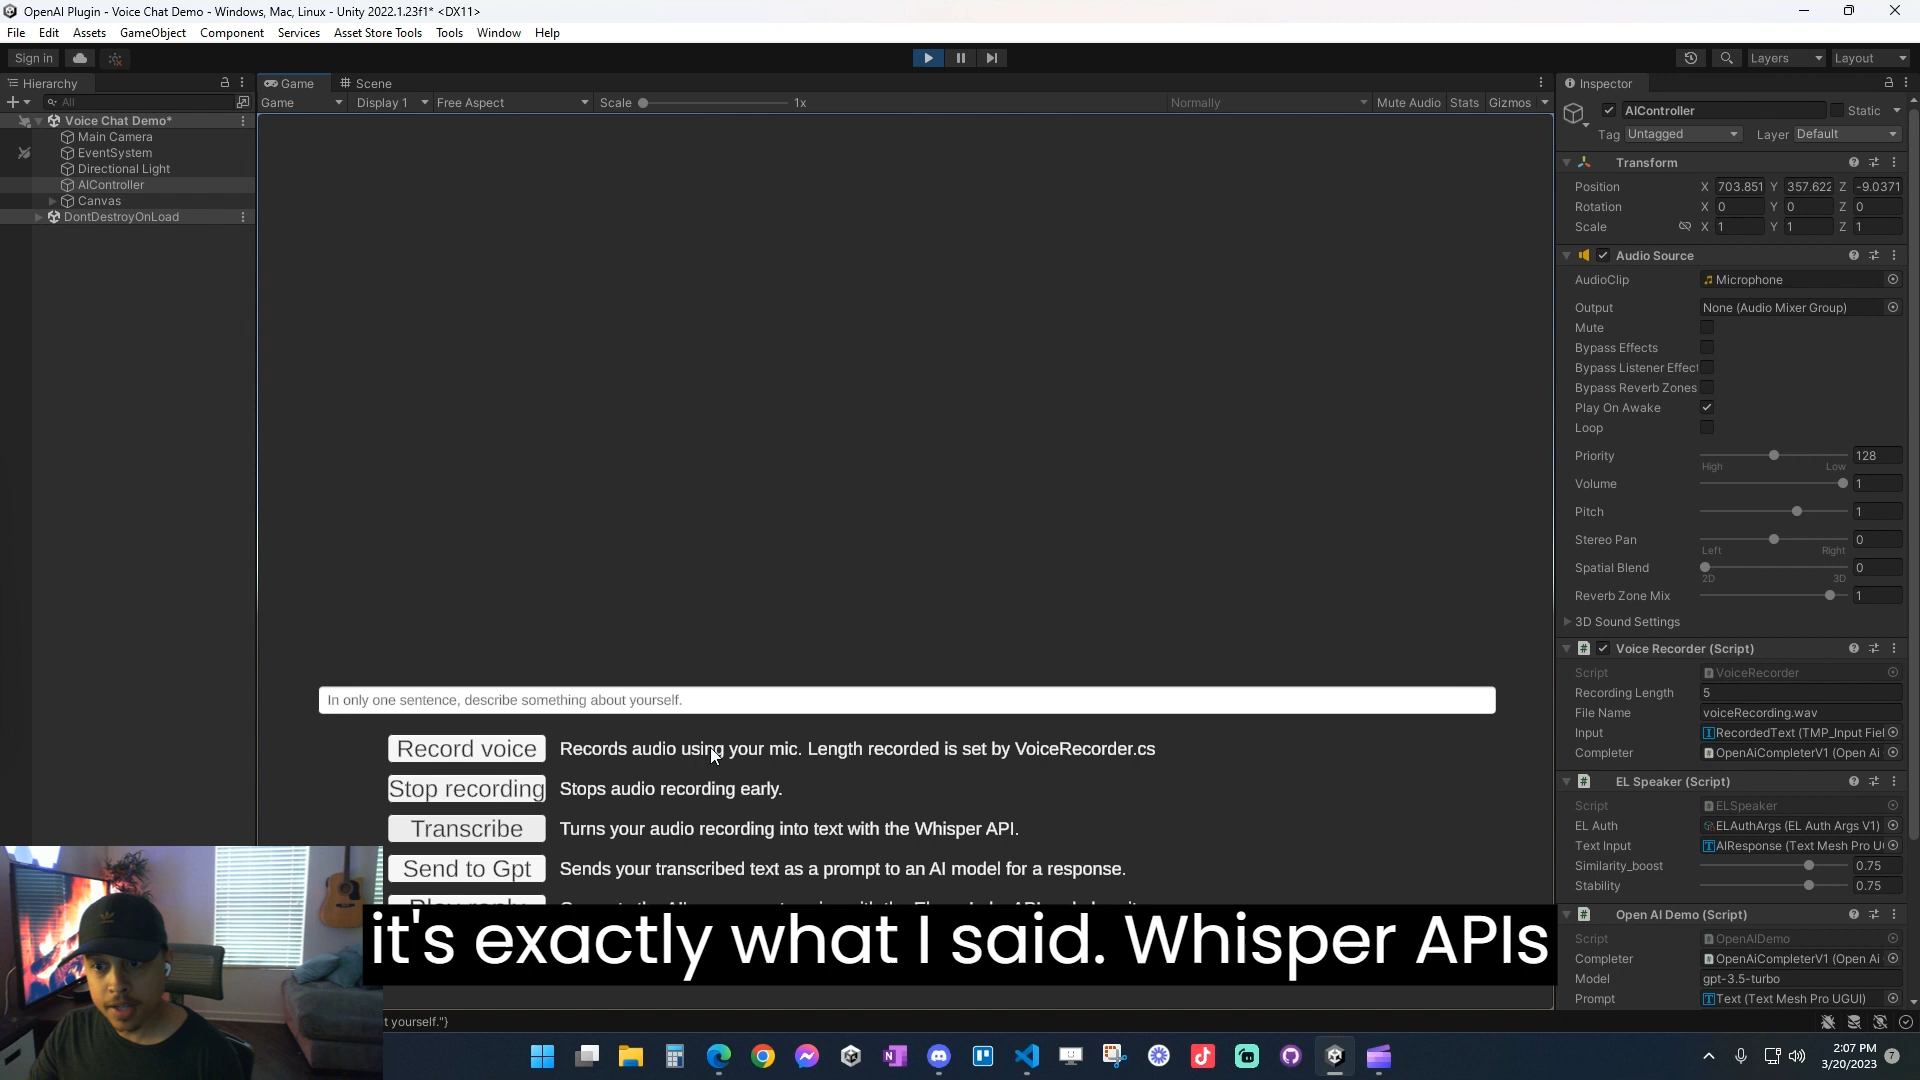 OpenAI Plugin - Voice Chat Demo - Windows, Mac, Linux - Unity 2022.1.23f1* <DX11>
File Edit Assets GameObject Component Services Asset Store Tools Tools Window Help
Sign in
Layers
Layout
Hierarchy
Game
Scene
Inspector
All
Game
Display 1
Free Aspect
Scale
1x
Normally
Mute Audio
Stats
Gizmos
Voice Chat Demo*
Main Camera
EventSystem
Directional Light
AIController
Canvas
DontDestroyOnLoad
AIController
Static
Tag Untagged
Layer Default
Transform
Position X 703.851 Y 357.622 Z -9.0371
Rotation X 0 Y 0 Z 0
Scale X 1 Y 1 Z 1
Audio Source
AudioClip Microphone
Output None (Audio Mixer Group)
Mute
Bypass Effects
Bypass Listener Effect
Bypass Reverb Zones
Play On Awake
Loop
Priority 128
High Low
Volume 1
Pitch 1
Stereo Pan 0
Left Right
Spatial Blend 0
2D 3D
Reverb Zone Mix 1
3D Sound Settings
Voice Recorder (Script)
Script VoiceRecorder
Recording Length 5
File Name voiceRecording.wav
Input RecordedText (TMP_Input Fiel
Completer OpenAiCompleterV1 (Open Ai
EL Speaker (Script)
Script ELSpeaker
EL Auth ELAuthArgs (EL Auth Args V1)
Text Input AIResponse (Text Mesh Pro U
Similarity_boost 0.75
Stability 0.75
Open AI Demo (Script)
Script OpenAIDemo
Completer OpenAiCompleterV1 (Open Ai
Model gpt-3.5-turbo
Prompt Text (Text Mesh Pro UGUI)
In only one sentence, describe something about yourself.
Record voice Records audio using your mic. Length recorded is set by VoiceRecorder.cs
Stop recording Stops audio recording early.
Transcribe Turns your audio recording into text with the Whisper API.
Send to Gpt Sends your transcribed text as a prompt to an AI model for a response.
it's exactly what I said. Whisper APIs
t yourself."}
2:07 PM
3/20/2023
7